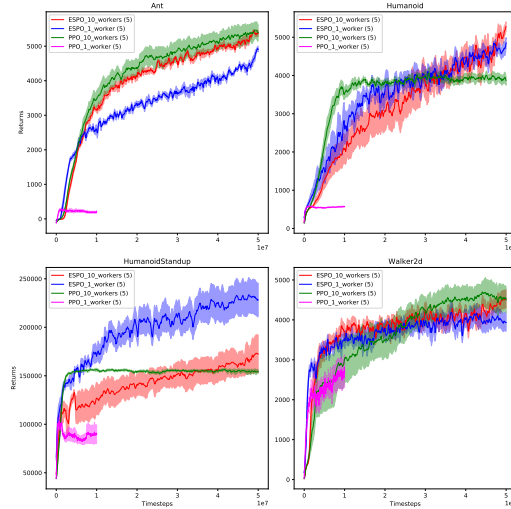 Ant
ESPO_10_workers (5)
ESPO_1_worker (5)
PPO_10_workers (5)
PPO_1_worker (5)
Returns
5000
4000
3000
2000
1000
0
0 1 2 3 4 5
1e7
Humanoid
ESPO_10_workers (5)
ESPO_1_worker (5)
PPO_10_workers (5)
PPO_1_worker (5)
5000
4000
3000
2000
1000
0
0 1 2 3 4 5
1e7
HumanoidStandup
ESPO_10_workers (5)
ESPO_1_worker (5)
PPO_10_workers (5)
PPO_1_worker (5)
Returns
250000
200000
150000
100000
50000
0 1 2 3 4 5
Timesteps
1e7
Walker2d
ESPO_10_workers (5)
ESPO_1_worker (5)
PPO_10_workers (5)
PPO_1_worker (5)
5000
4000
3000
2000
1000
0
0 1 2 3 4 5
Timesteps
1e7